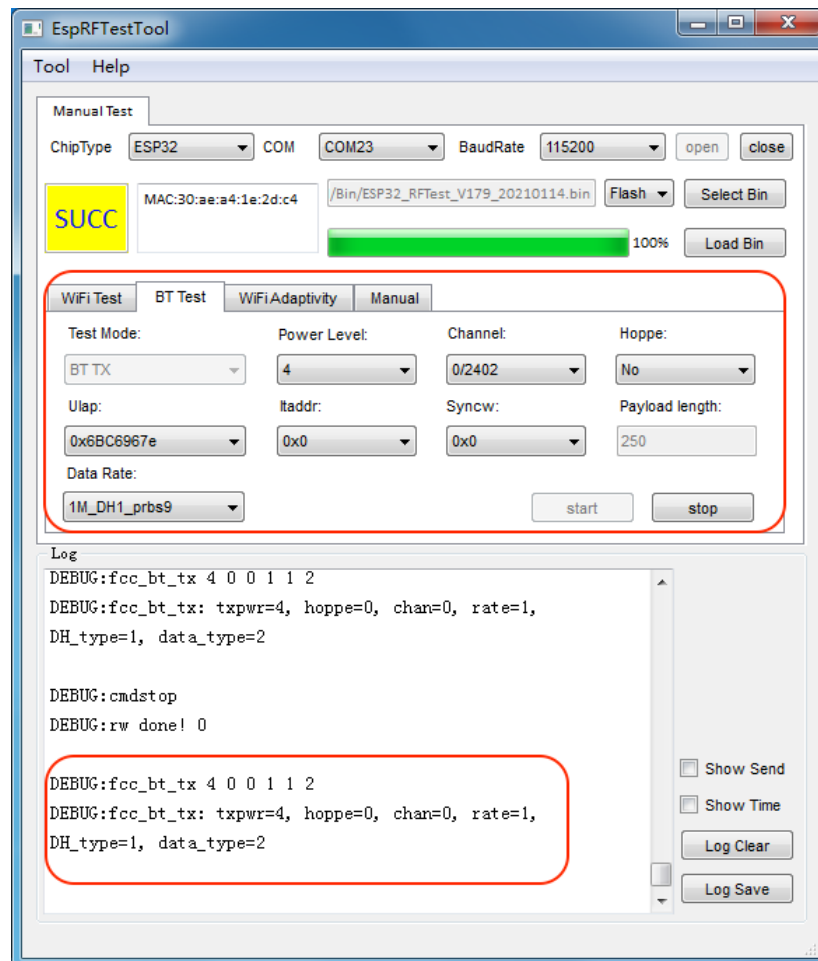 EspRFTestTool
Tool Help
Manual Test
ChipType ESP32 COM COM23 BaudRate 115200 open close
SUCC MAC:30:ae:a4:1e:2d:c4 /Bin/ESP32_RFTest_V179_20210114.bin Flash Select Bin
100% Load Bin
WiFi Test BT Test WiFi Adaptivity Manual
Test Mode: Power Level: Channel: Hoppe:
BT TX 4 0/2402 No
Ulap: ltaddr: Syncw: Payload length:
0x6BC6967e 0x0 0x0 250
Data Rate:
1M_DH1_prbs9 start stop
Log
DEBUG:fcc_bt_tx 4 0 0 1 1 2
DEBUG:fcc_bt_tx: txpwr=4, hoppe=0, chan=0, rate=1,
DH_type=1, data_type=2
DEBUG:cmdstop
DEBUG:rw done! 0
DEBUG:fcc_bt_tx 4 0 0 1 1 2
DEBUG:fcc_bt_tx: txpwr=4, hoppe=0, chan=0, rate=1,
DH_type=1, data_type=2
Show Send
Show Time
Log Clear
Log Save